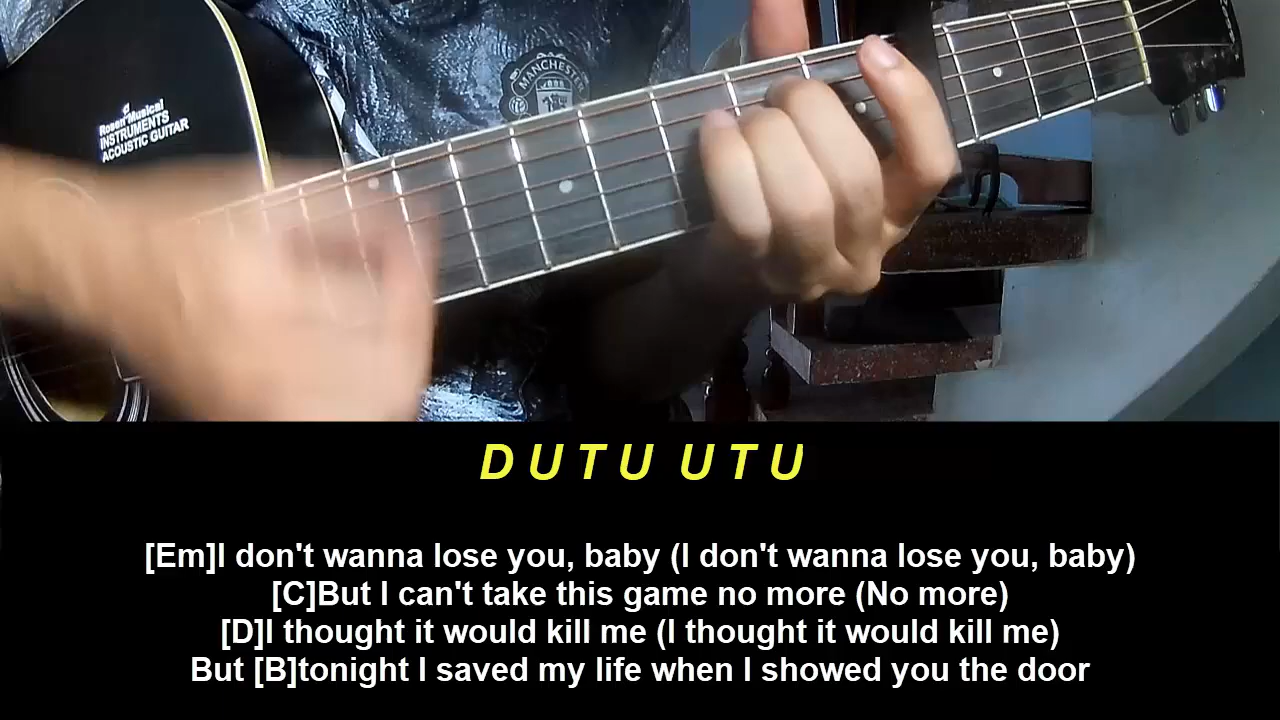 MANCHESTER
Rosen Musical
INSTRUMENTS
ACOUSTIC GUITAR
D U T U U T U
[Em]I don't wanna lose you, baby (I don't wanna lose you, baby)
[C]But I can't take this game no more (No more)
[D]I thought it would kill me (I thought it would kill me)
But [B]tonight I saved my life when I showed you the door